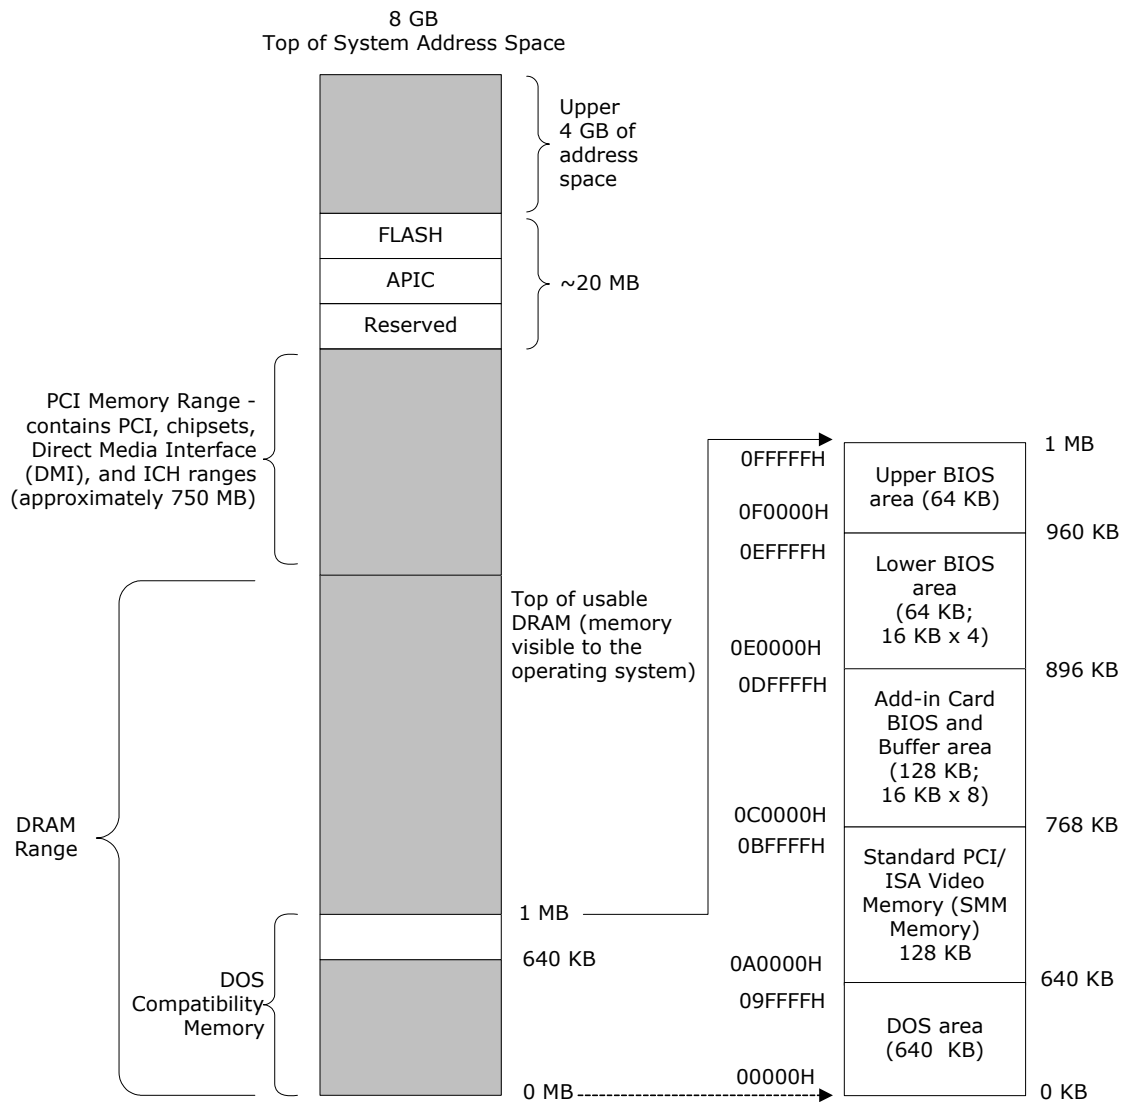 8 GB
Top of System Address Space
Upper
4 GB of
address
space
FLASH
APIC
Reserved
~20 MB
PCI Memory Range -
contains PCI, chipsets,
Direct Media Interface
(DMI), and ICH ranges
(approximately 750 MB)
Top of usable
DRAM (memory
visible to the
operating system)
DRAM
Range
1 MB
640 KB
DOS
Compatibility
Memory
0 MB
0FFFFFH
0F0000H
0EFFFFH
0E0000H
0DFFFFH
0C0000H
0BFFFFH
0A0000H
09FFFFH
00000H
Upper BIOS
area (64 KB)
Lower BIOS
area
(64 KB;
16 KB x 4)
Add-in Card
BIOS and
Buffer area
(128 KB;
16 KB x 8)
Standard PCI/
ISA Video
Memory (SMM
Memory)
128 KB
DOS area
(640 KB)
1 MB
960 KB
896 KB
768 KB
640 KB
0 KB